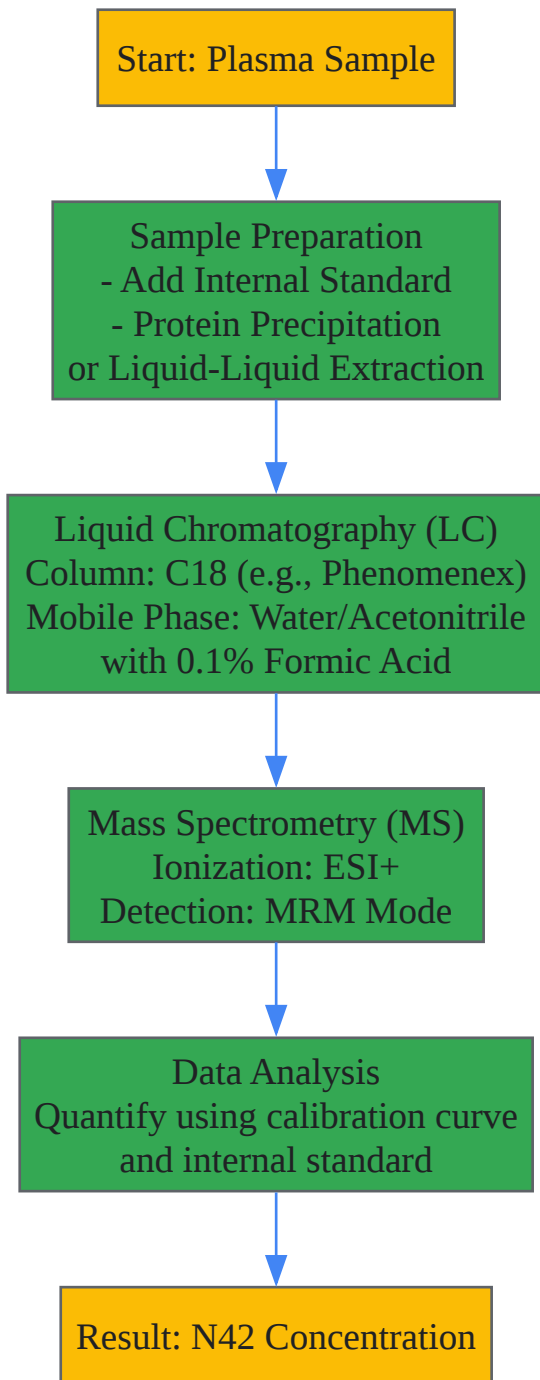 Start: Plasma Sample
Sample Preparation
- Add Internal Standard
- Protein Precipitation
or Liquid-Liquid Extraction
Liquid Chromatography (LC)
Column: C18 (e.g., Phenomenex)
Mobile Phase: Water/Acetonitrile
with 0.1% Formic Acid
Mass Spectrometry (MS)
Ionization: ESI+
Detection: MRM Mode
Data Analysis
Quantify using calibration curve
and internal standard
Result: N42 Concentration